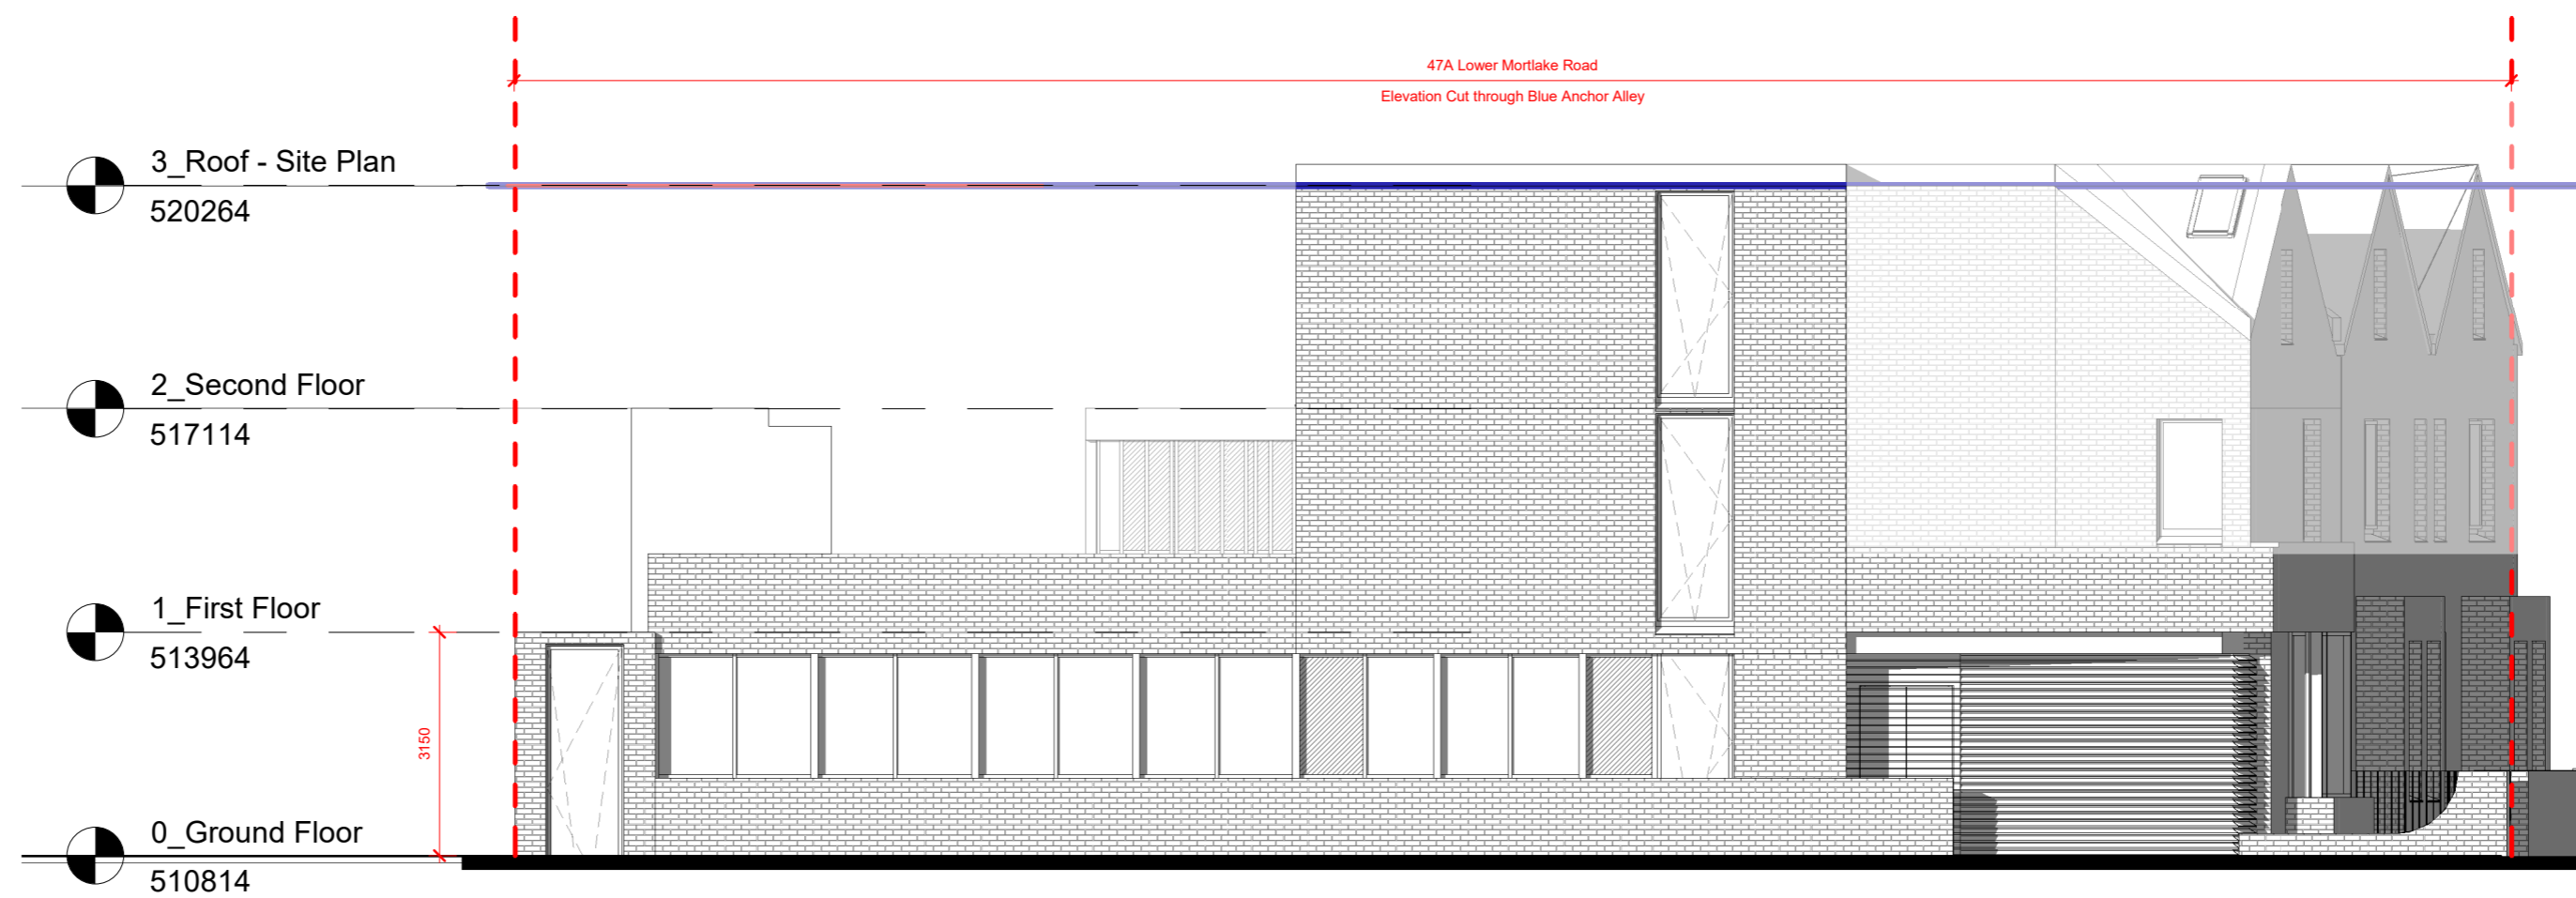 47A Lower Mortlake Road
Elevation Cut through Blue Anchor Alley
3_Roof - Site Plan
520264
2_Second Floor
517114
1_First Floor
513964
3150
0_Ground Floor
510814